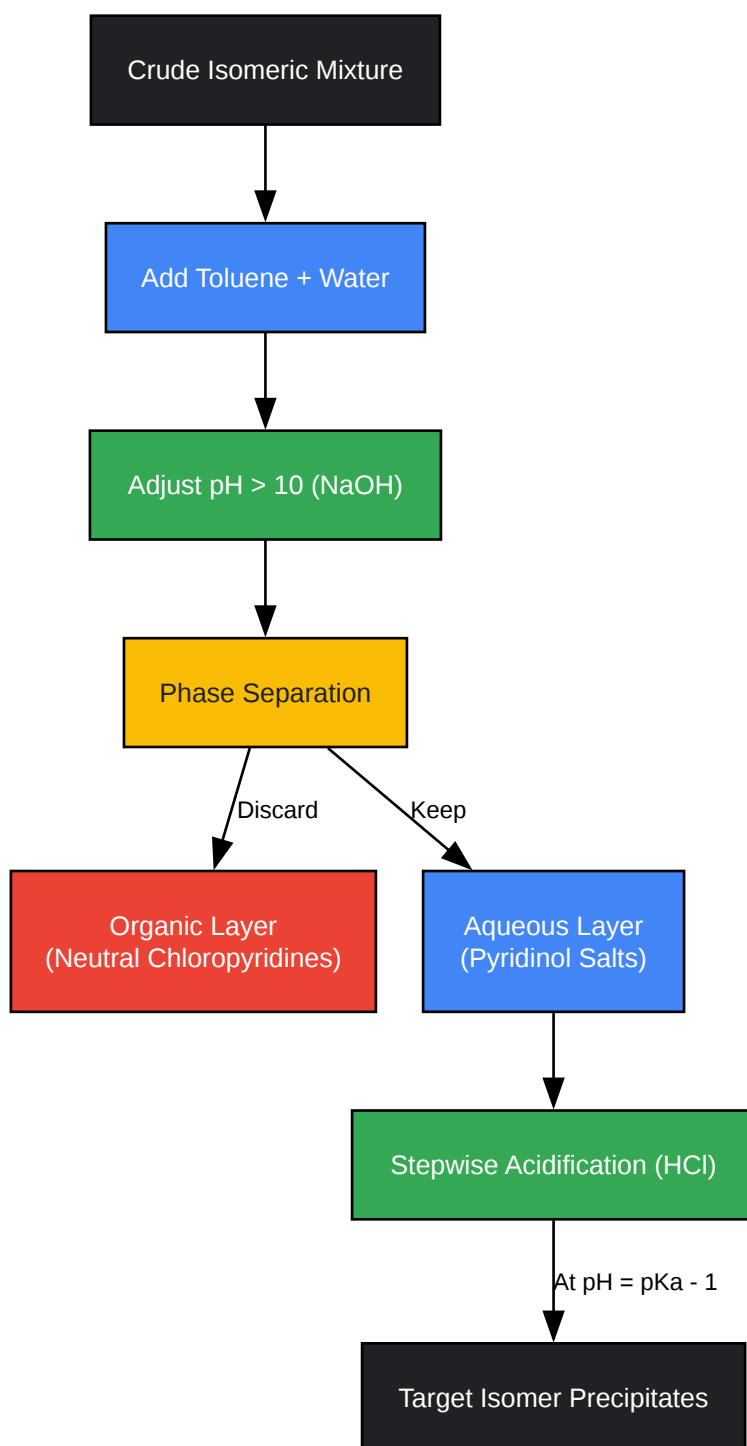 Crude Isomeric Mixture
Add Toluene + Water
Adjust pH > 10 (NaOH)
Phase Separation
Discard
Keep
Organic Layer
(Neutral Chloropyridines)
Aqueous Layer
(Pyridinol Salts)
Stepwise Acidification (HCl)
At pH = pKa - 1
Target Isomer Precipitates